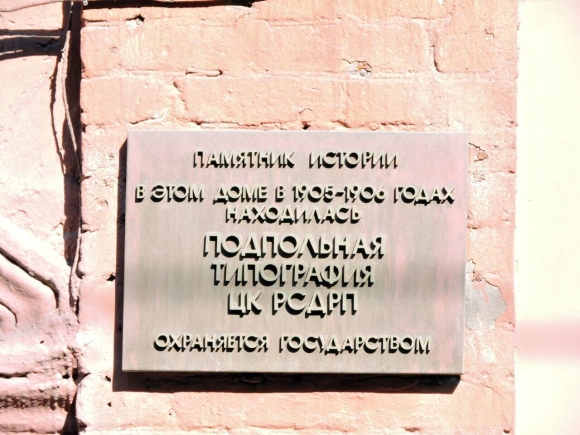 ПАМЯТНИК ИСТОРИИ
В ЭТОМ ДОМЕ В 1905-1906 ГОДАХ
НАХОДИЛАСЬ
ПОДПОЛЬНАЯ
ТИПОГРАФИЯ
ЦК РСДРП
ОХРАНЯЕТСЯ ГОСУДАРСТВОМ